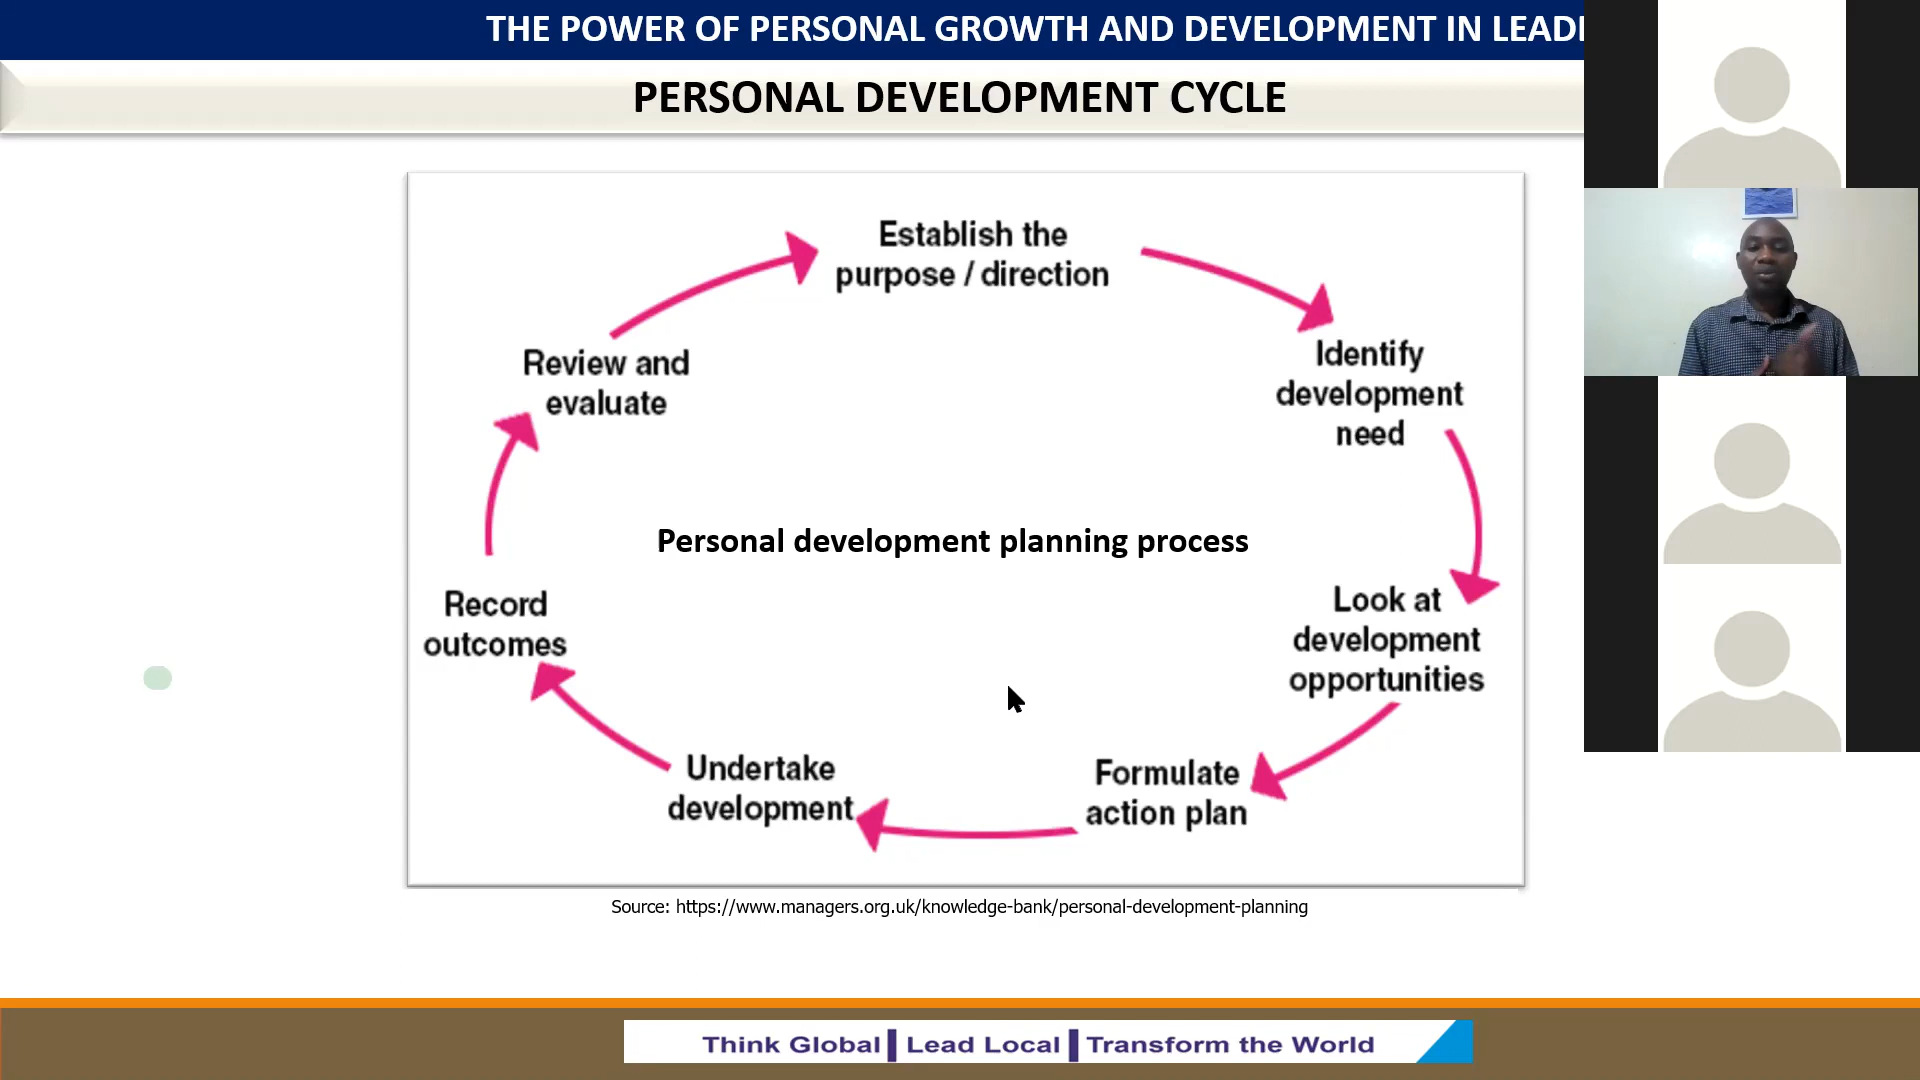 THE POWER OF PERSONAL GROWTH AND DEVELOPMENT IN
PERSONAL DEVELOPMENT CYCLE
Establish the
purpose / direction
Identify
development
need
Look at
development
opportunities
Formulate
action plan
Undertake
development
Record
outcomes
Review and
evaluate
Personal development planning process
Source: https://www.managers.org.uk/knowledge-bank/personal-development-planning
Think Global Lead Local Transform the World